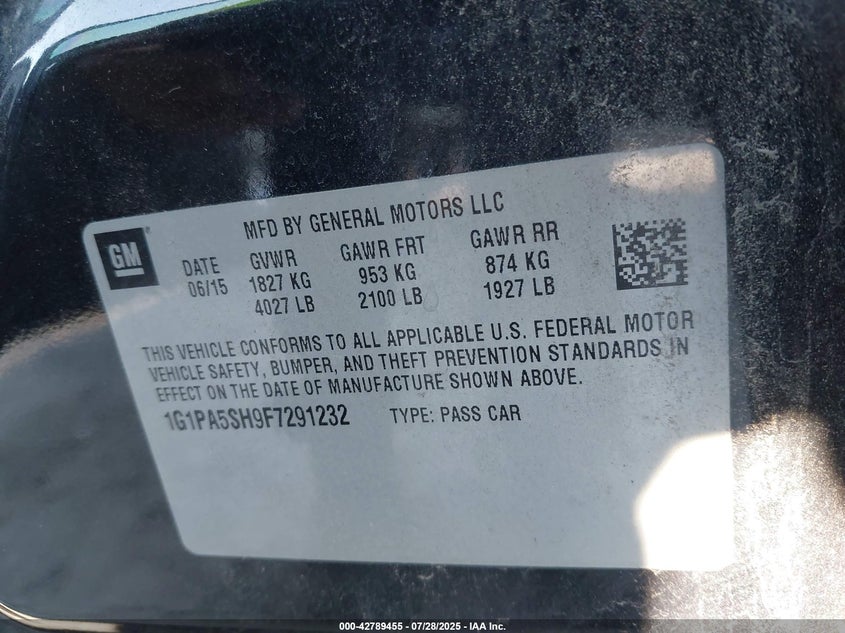 MFD BY GENERAL MOTORS LLC
GM
DATE GVWR GAWR FRT GAWR RR
06/15 1827 KG 953 KG 874 KG
4027 LB 2100 LB 1927 LB
THIS VEHICLE CONFORMS TO ALL APPLICABLE U.S. FEDERAL MOTOR
VEHICLE SAFETY, BUMPER, AND THEFT PREVENTION STANDARDS IN
EFFECT ON THE DATE OF MANUFACTURE SHOWN ABOVE.
1G1PA5SH9F7291232 TYPE: PASS CAR
000-42789455 - 07/28/2025 - IAA Inc.